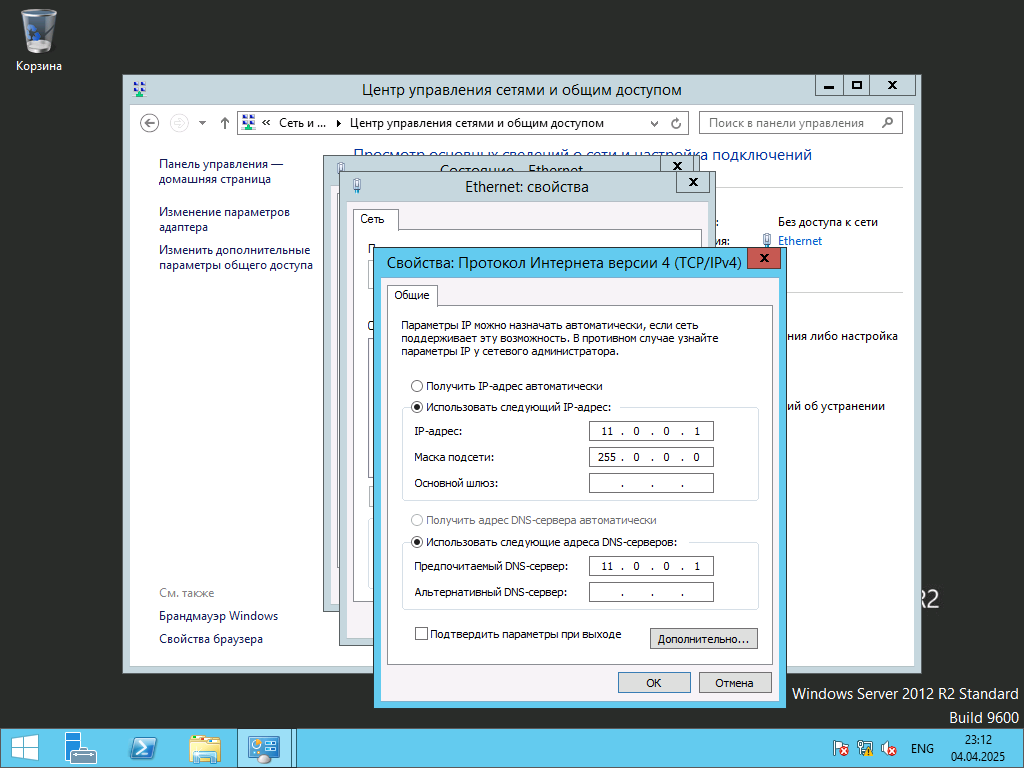 Корзина
Центр управления сетями и общим доступом
« Сеть и ... ▸ Центр управления сетями и общим доступом
Поиск в панели управления
Панель управления —
домашняя страница
Изменение параметров
адаптера
Изменить дополнительные
параметры общего доступа
См. также
Брандмауэр Windows
Свойства браузера
Просмотр основных сведений о сети и настройка подключений
Без доступа к сети
Ethernet
ния либо настройка
ий об устранении
Состояние - Ethernet
Ethernet: свойства
Сеть
Свойства: Протокол Интернета версии 4 (TCP/IPv4)
Общие
Параметры IP можно назначать автоматически, если сеть
поддерживает эту возможность. В противном случае узнайте
параметры IP у сетевого администратора.
Получить IP-адрес автоматически
Использовать следующий IP-адрес:
IP-адрес: 11 . 0 . 0 . 1
Маска подсети: 255 . 0 . 0 . 0
Основной шлюз: . . .
Получить адрес DNS-сервера автоматически
Использовать следующие адреса DNS-серверов:
Предпочитаемый DNS-сервер: 11 . 0 . 0 . 1
Альтернативный DNS-сервер: . . .
Подтвердить параметры при выходе
Дополнительно...
OK
Отмена
R2
Windows Server 2012 R2 Standard
Build 9600
ENG
23:12
04.04.2025